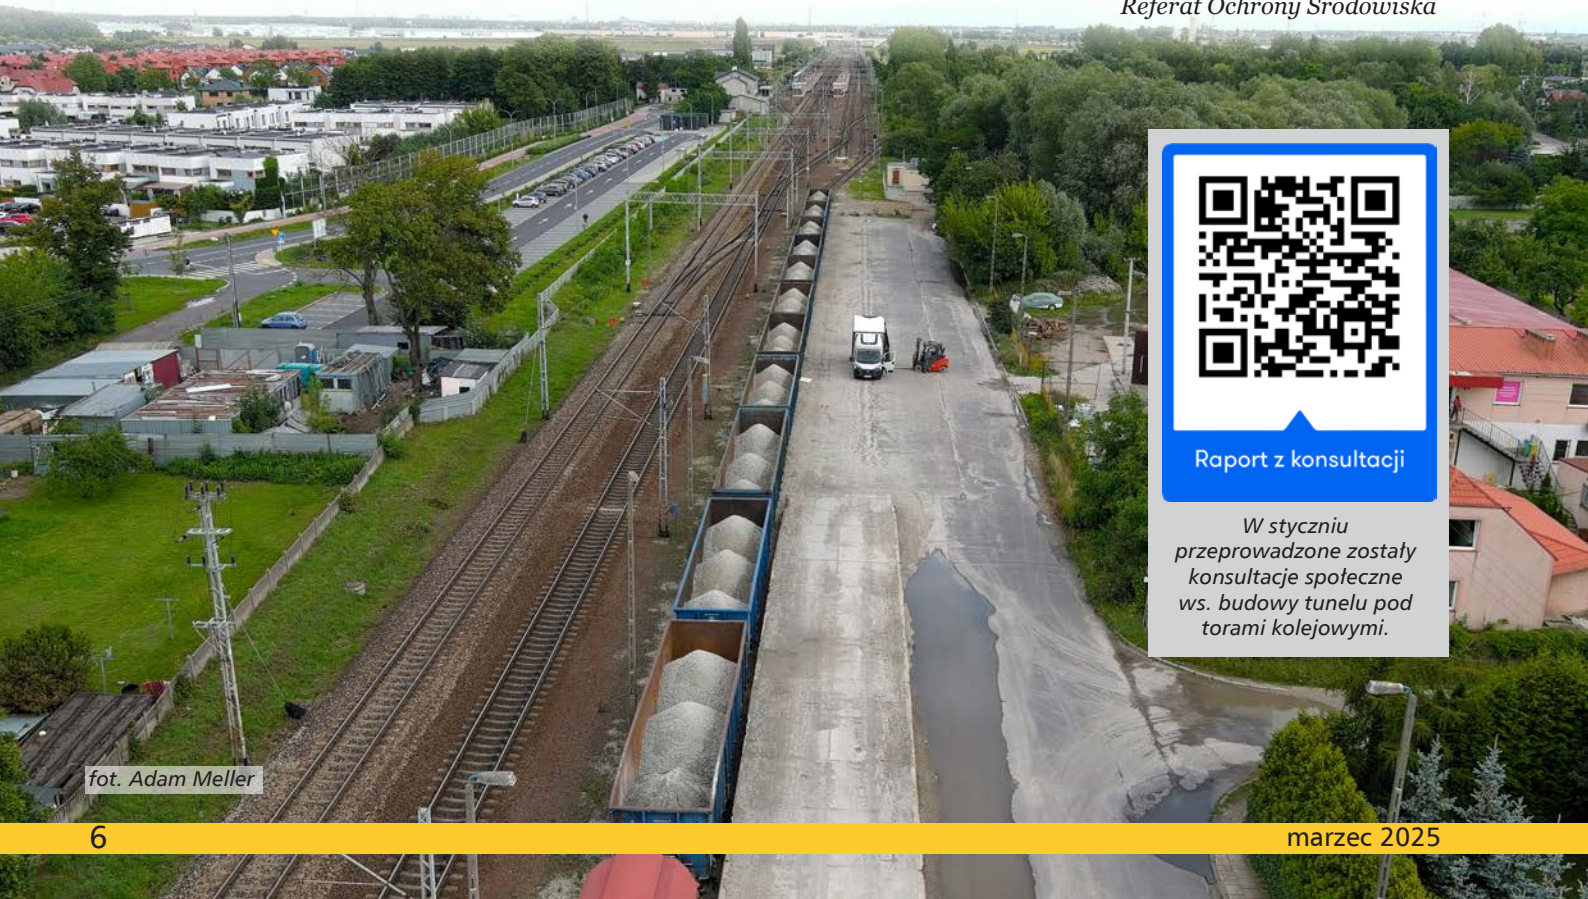 Referat Ochrony Środowiska
Raport z konsultacji
W styczniu
przeprowadzone zostały
konsultacje społeczne
ws. budowy tunelu pod
torami kolejowymi.
fot. Adam Meller
6
marzec 2025